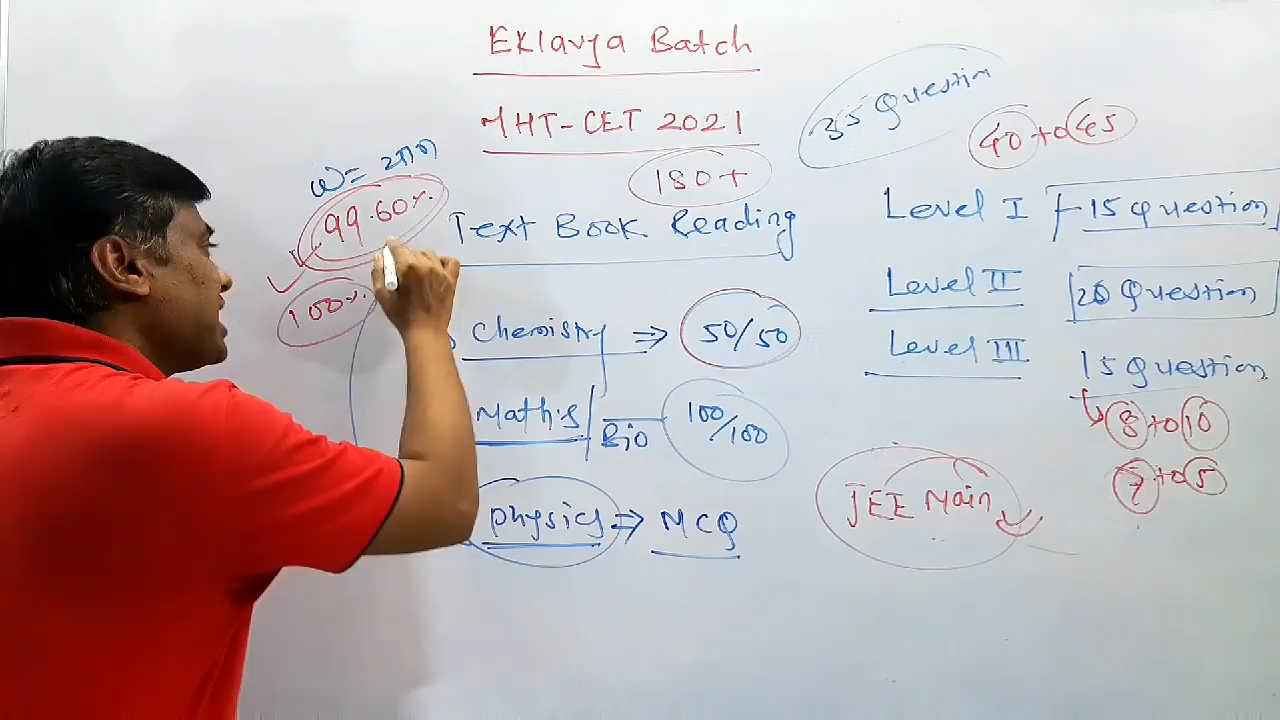 Eklavya Batch
MHT-CET 2021
180+
35 Question
40 to 45
ω = 2πn
99.60%.
100%.
Text Book Reading
Chemistry ⇒ 50/50
Maths/Bio 100/100
Physics ⇒ MCQ
Level I - 15 Question
Level II 20 Question
Level III 15 Question
8 to 10
7 to 5
JEE Main